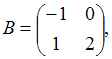 B = ( -1 0
1 2 ),